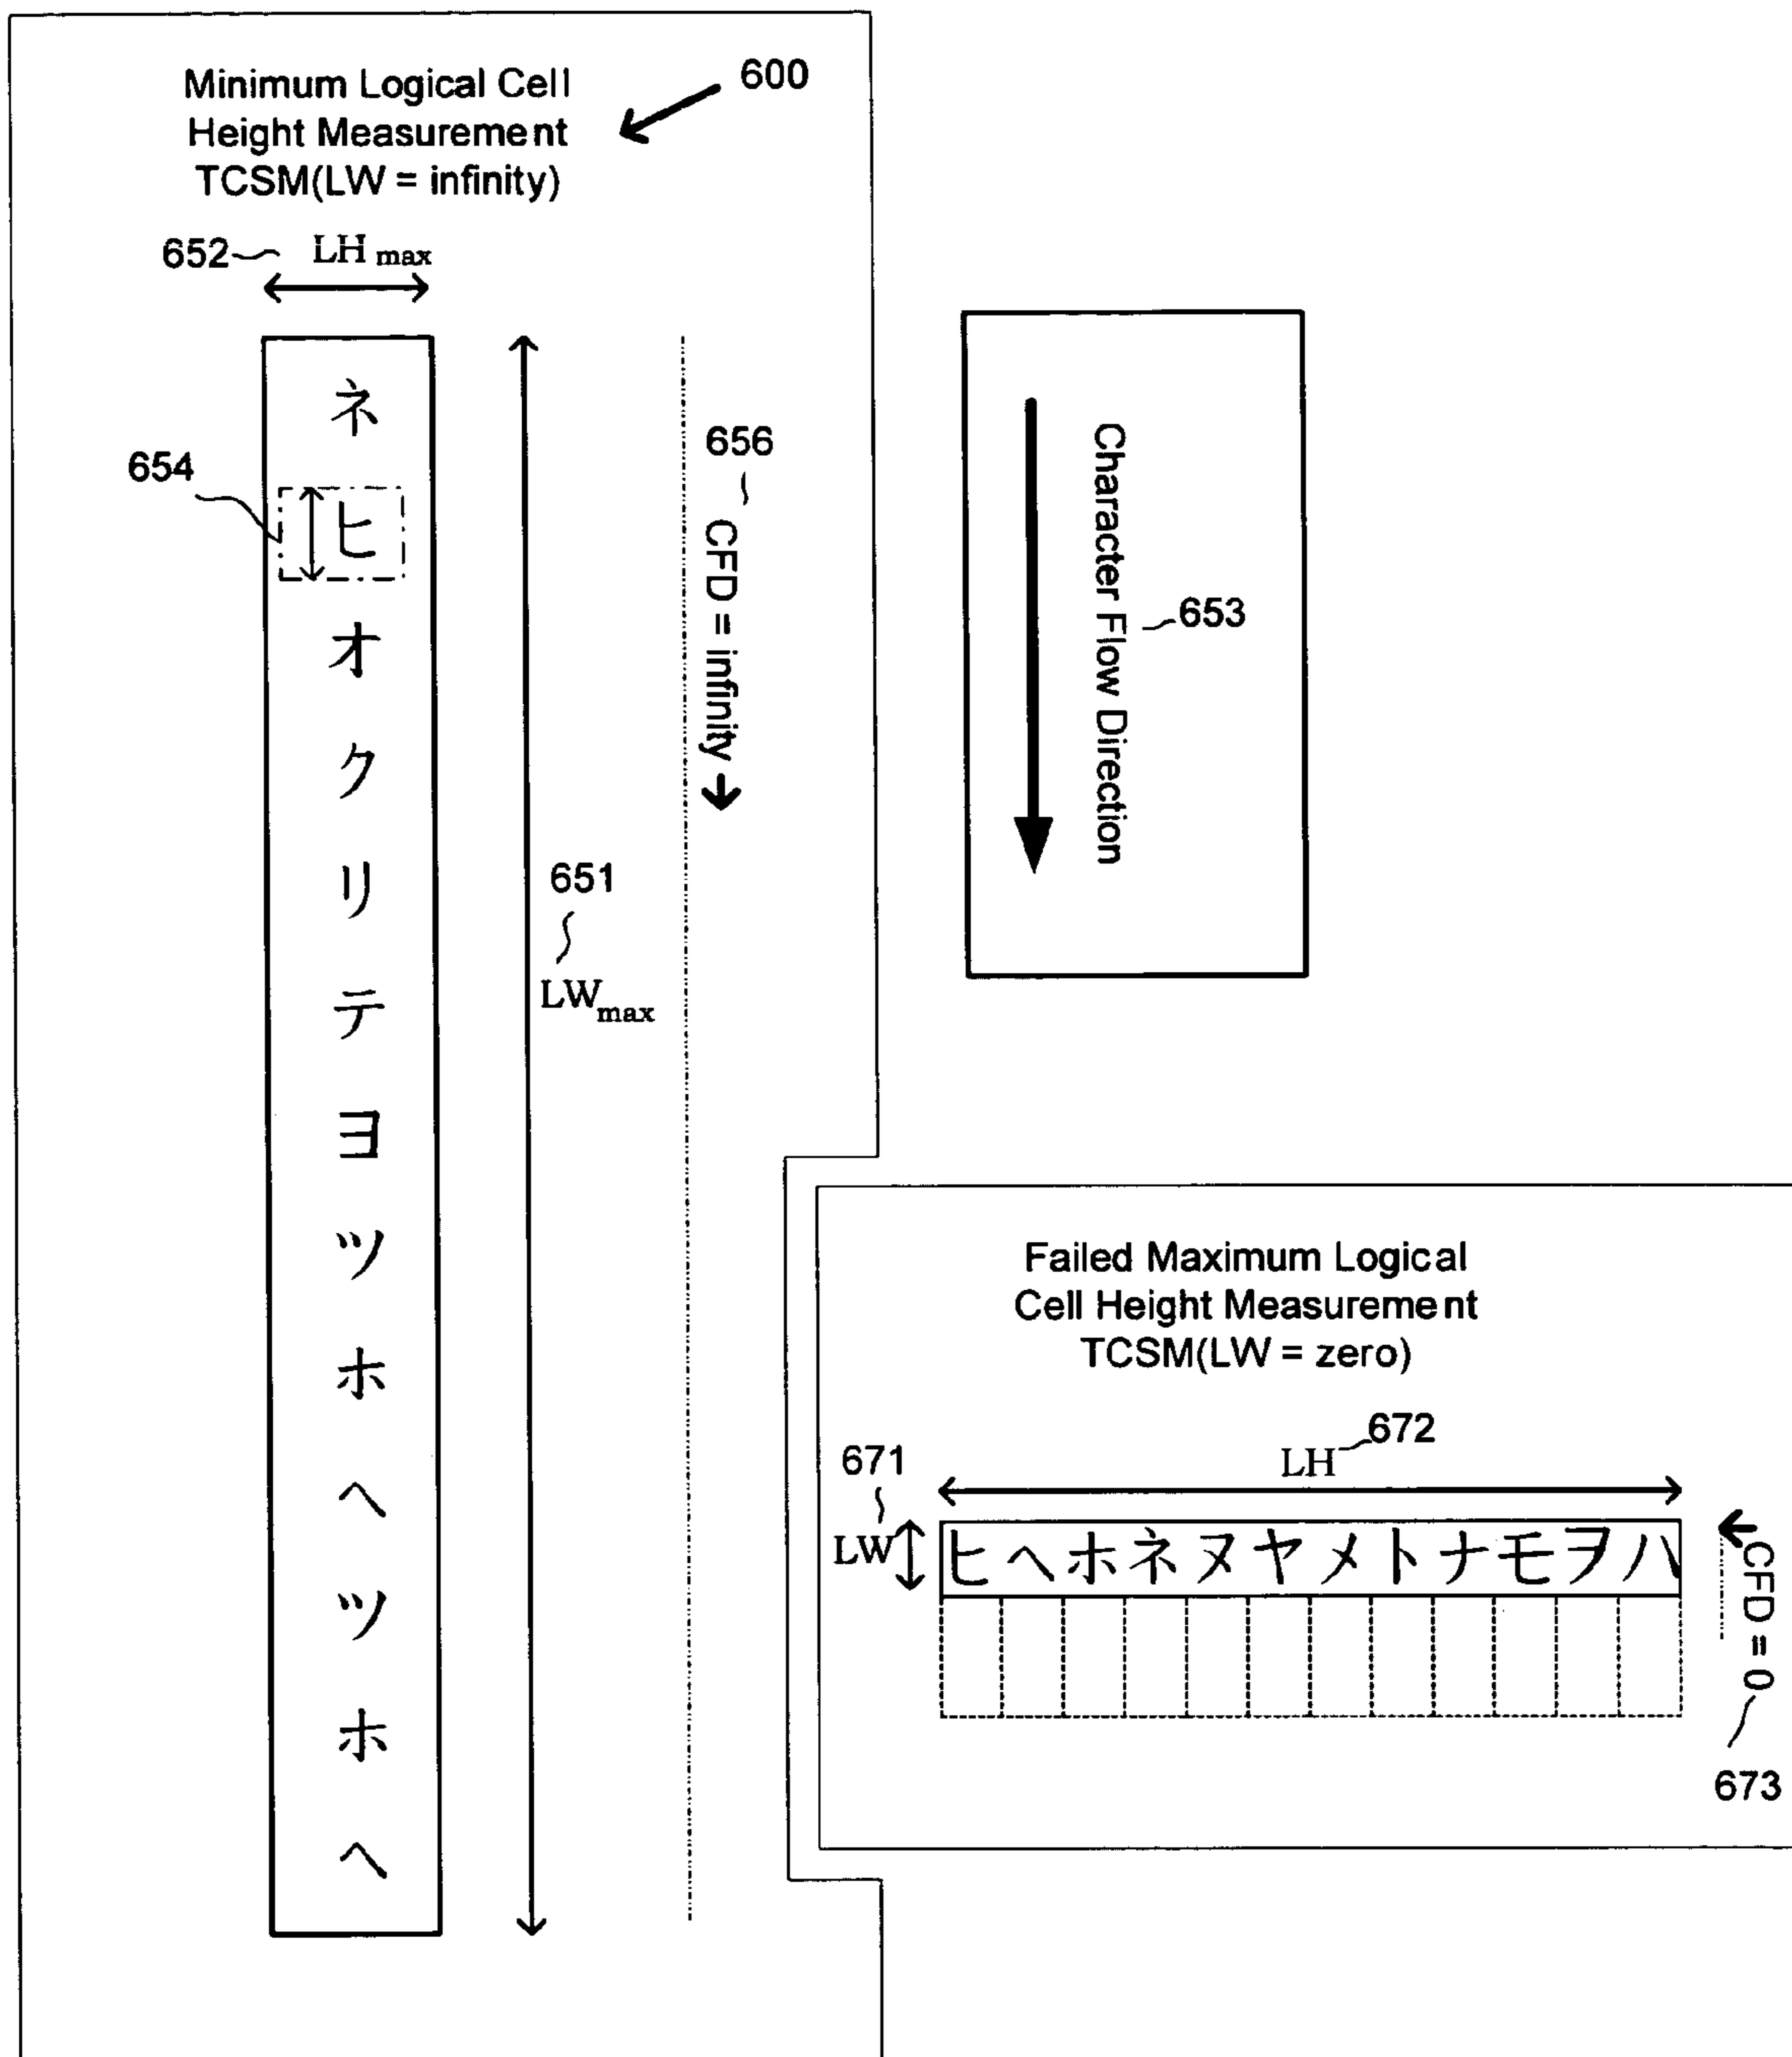 Minimum Logical Cell
Height Measurement
TCSM(LW = infinity)
600
652
LH max
ネヒオクリテヨツホヘツホヘ
654
651
LWmax
656
CFD = infinity
Character Flow Direction
653
Failed Maximum Logical
Cell Height Measurement
TCSM(LW = zero)
672
LH
671
LW
ヒヘホネヌヤメトナモヲハ
CFD = 0
673